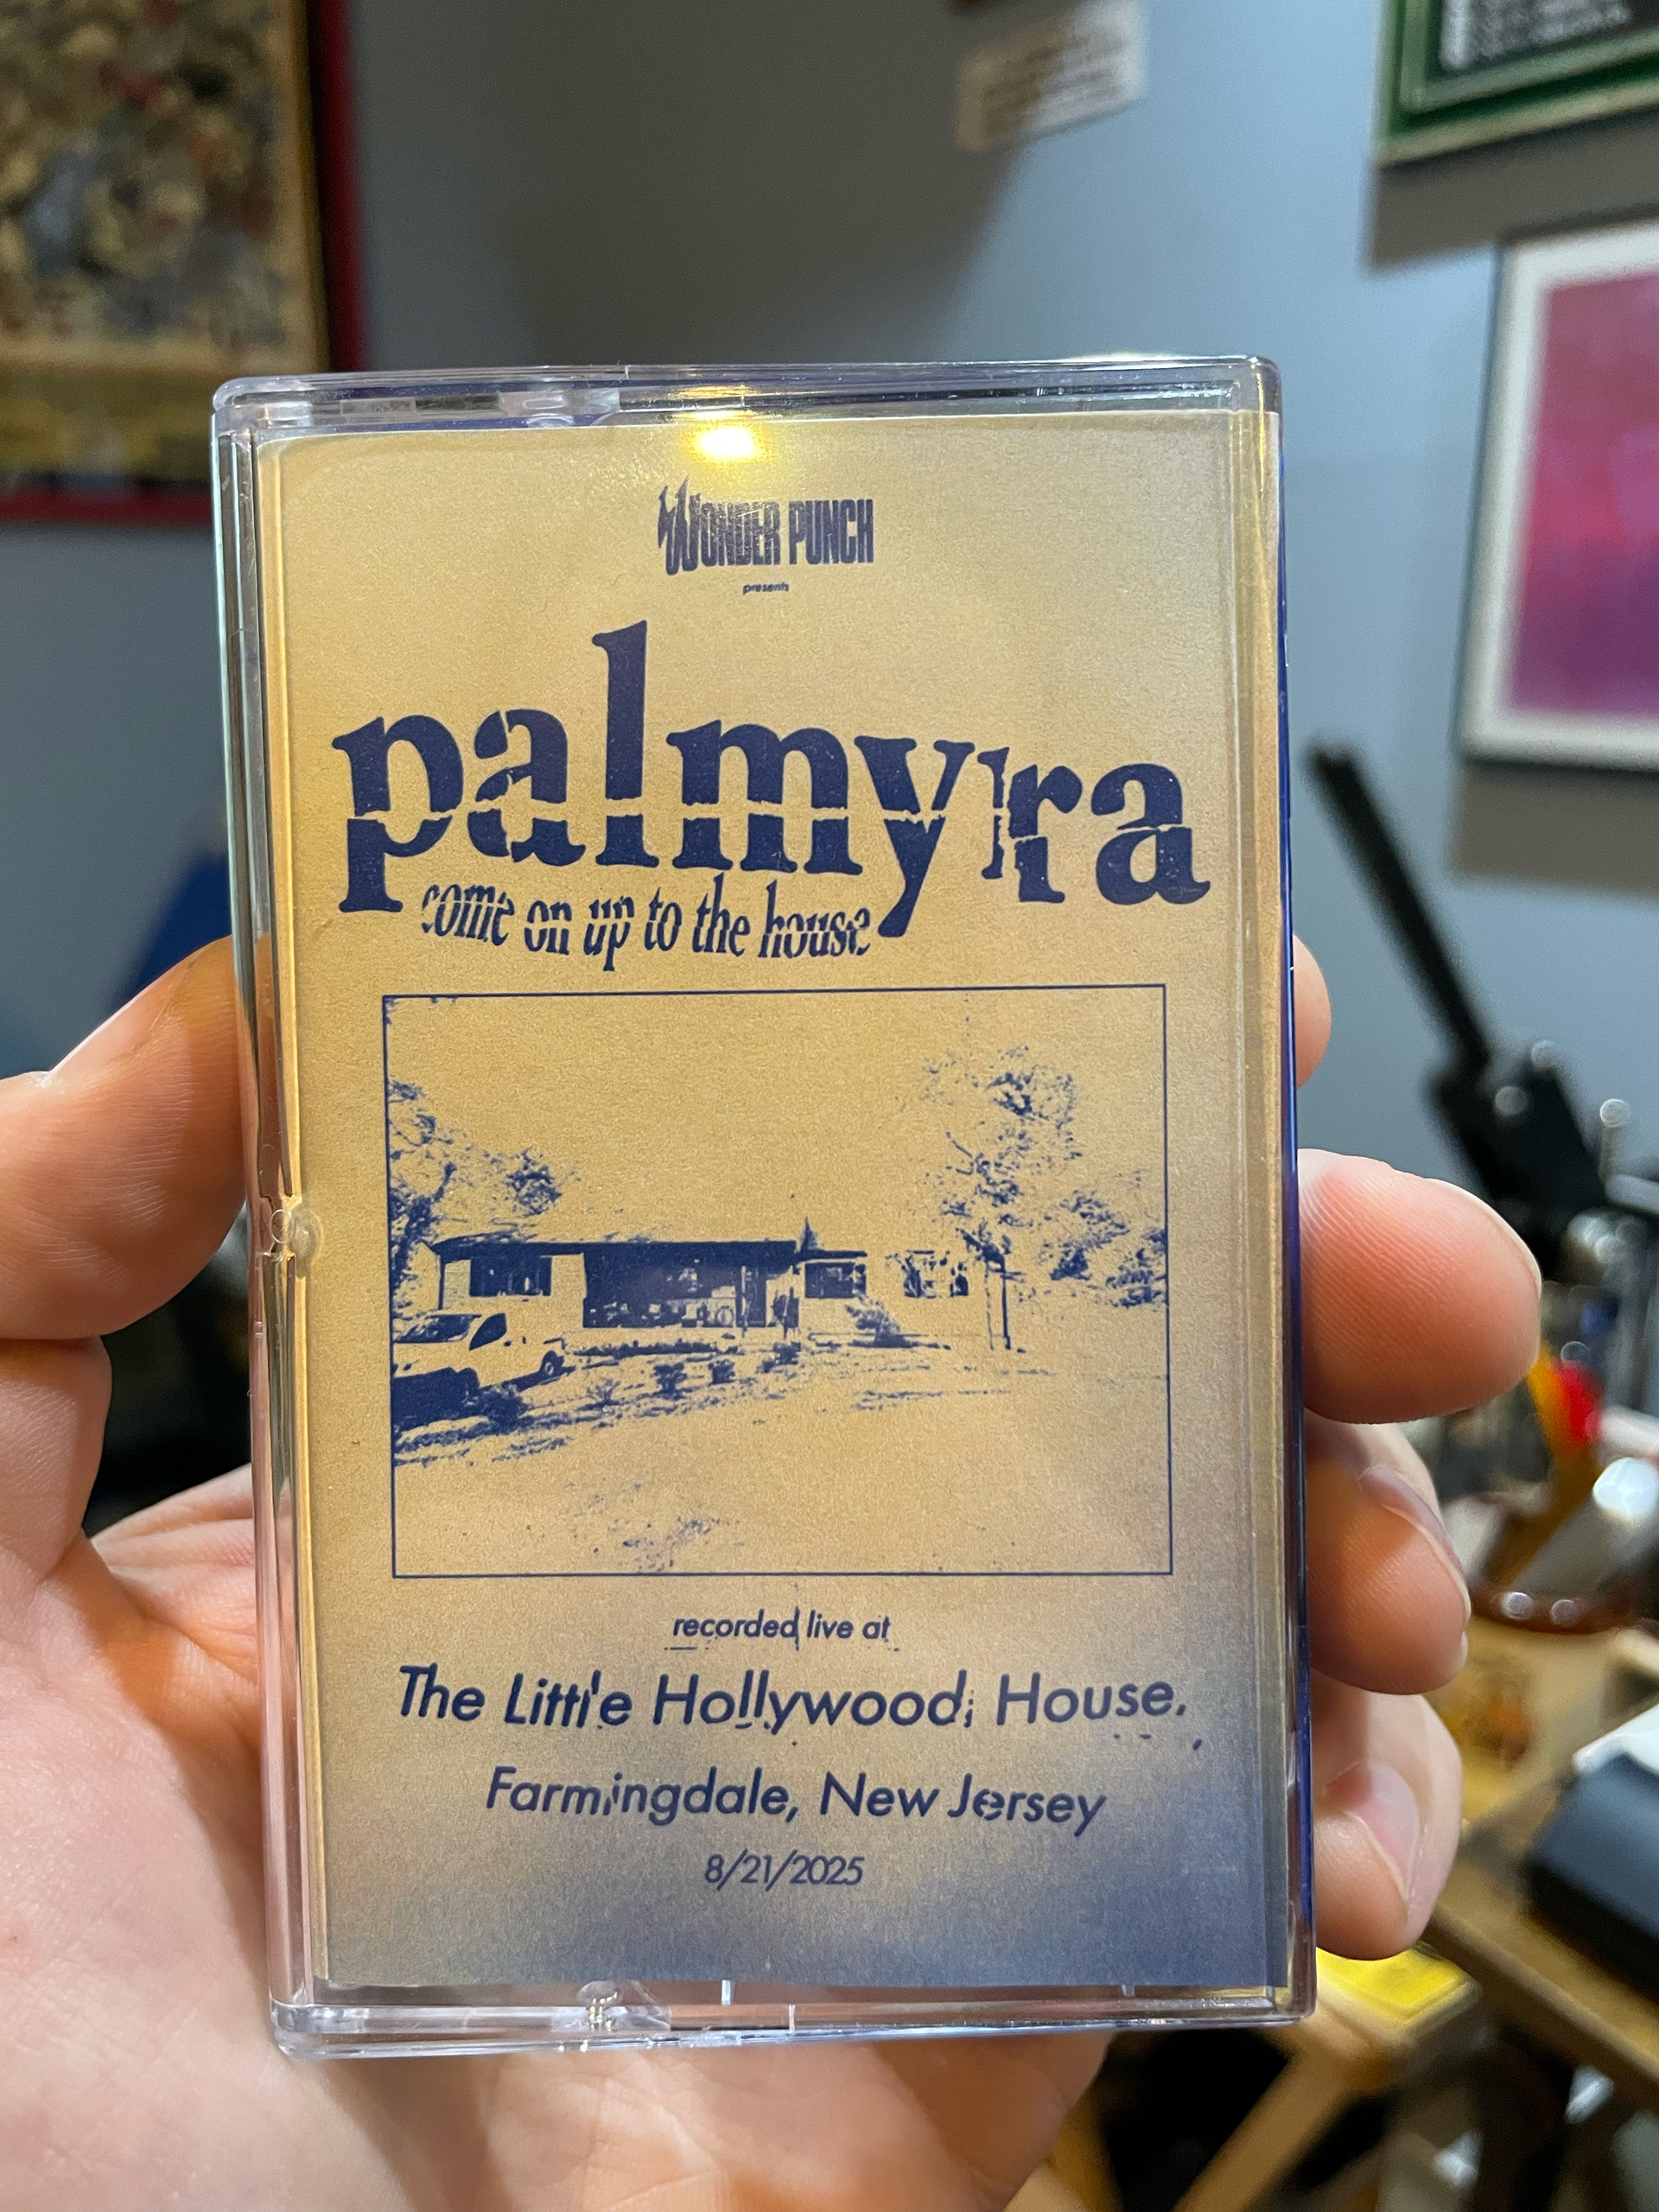 WONDER PUNCH
presents
palmyra
come on up to the house
recorded live at
The Little Hollywood House,
Farmingdale, New Jersey
8/21/2025